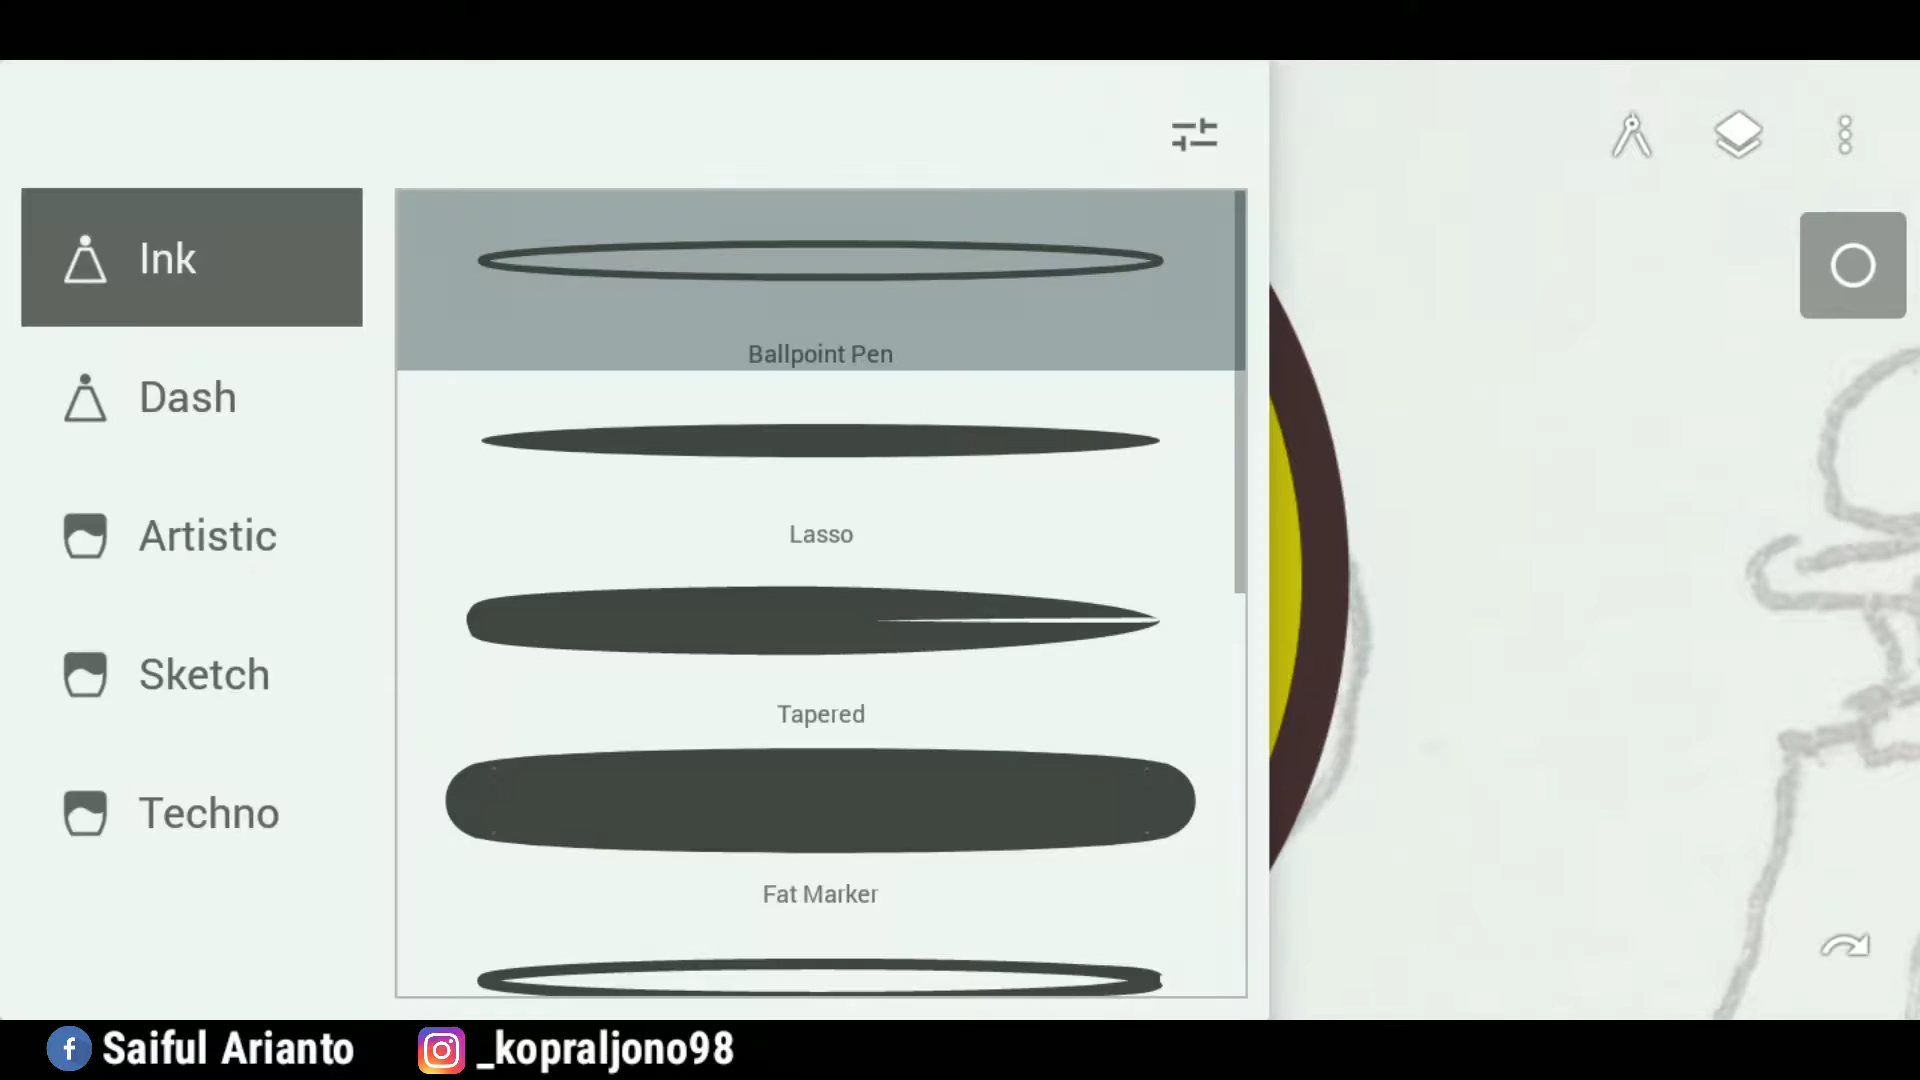 Ink
Dash
Artistic
Sketch
Techno
Ballpoint Pen
Lasso
Tapered
Fat Marker
Saiful Arianto
_kopraljono98